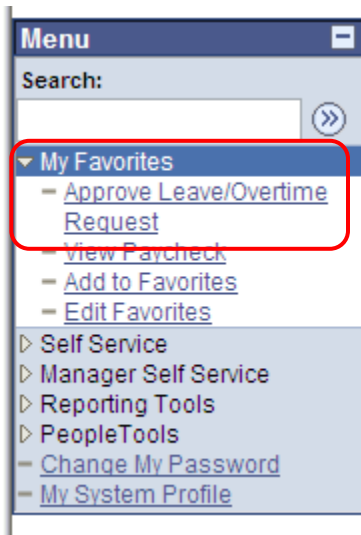 Menu
Search:
My Favorites
Approve Leave/Overtime
Request
View Paycheck
Add to Favorites
Edit Favorites
Self Service
Manager Self Service
Reporting Tools
PeopleTools
Change My Password
My System Profile